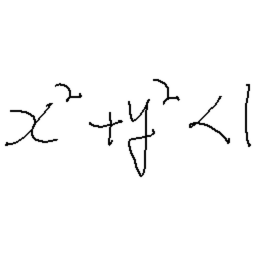 x² + y² < 1